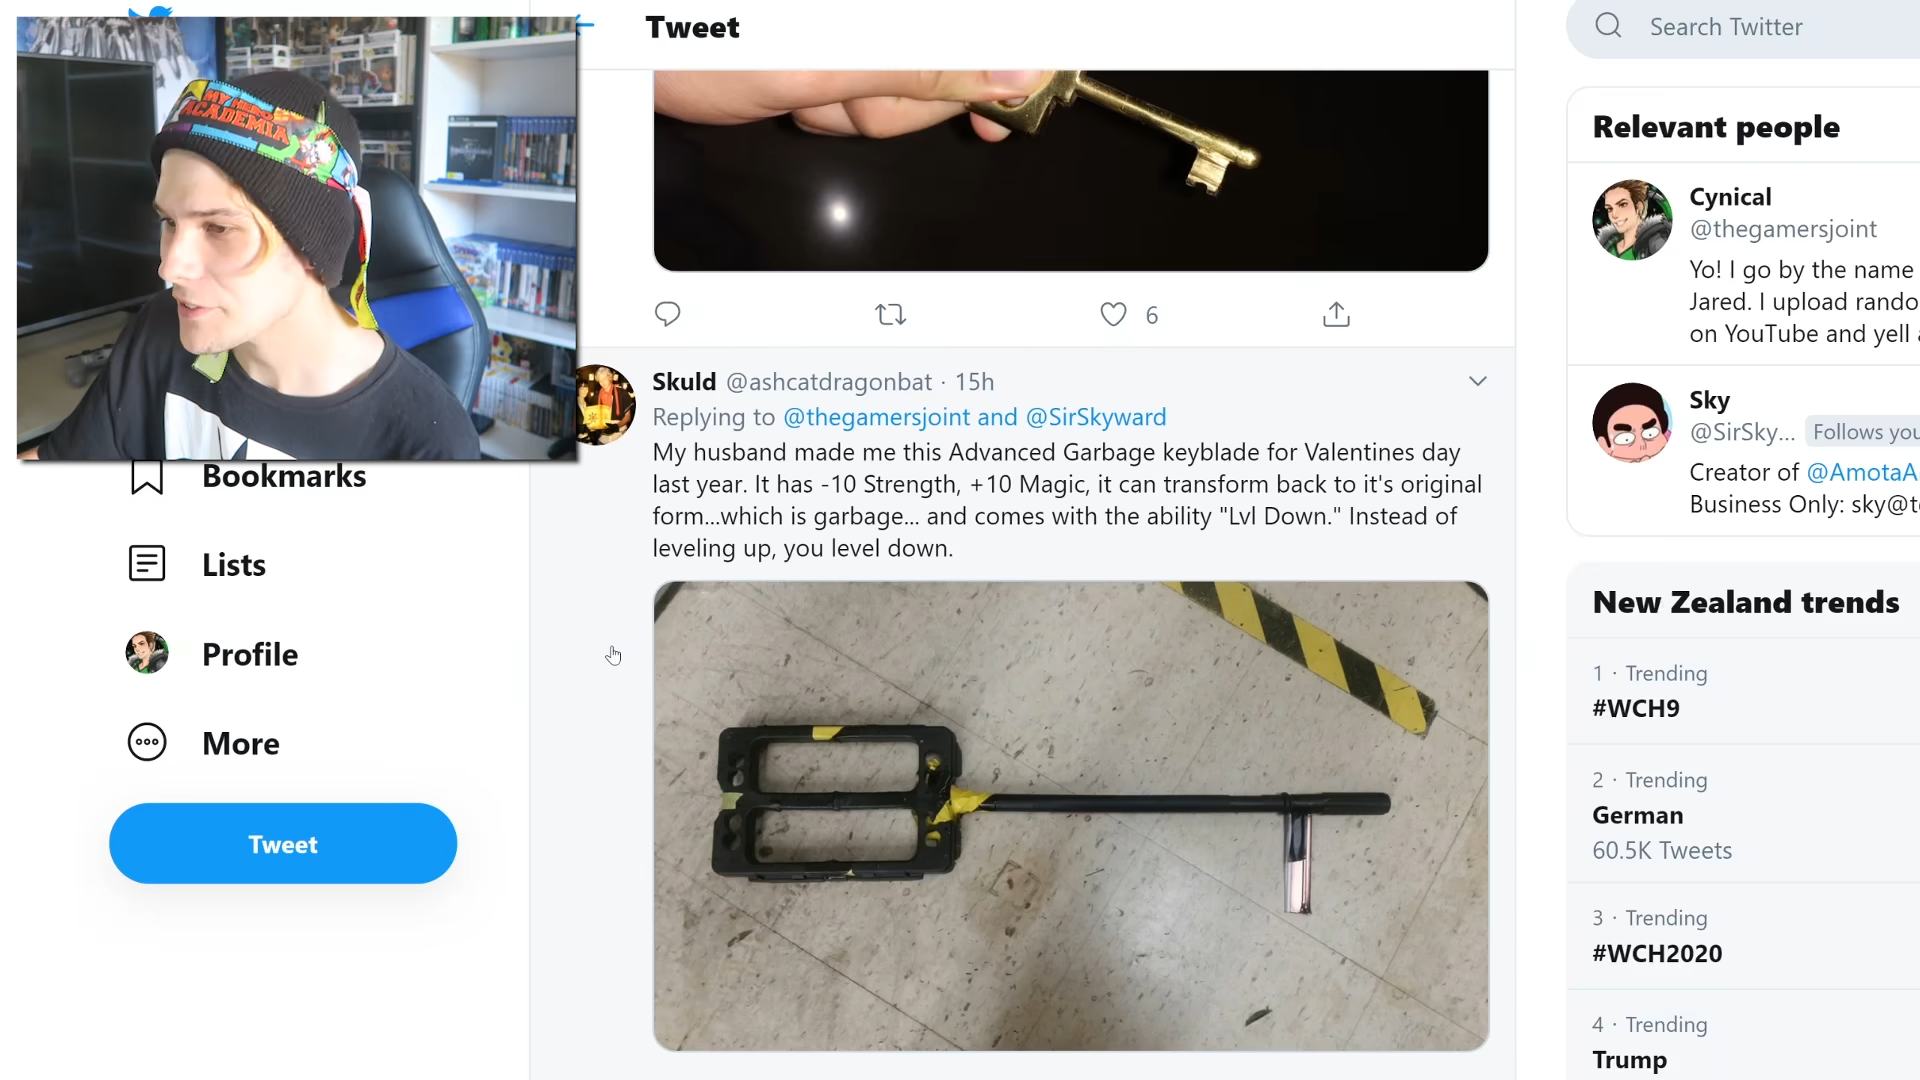 Tweet
Search Twitter
MY HERO
ACADEMIA
6
Skuld @ashcatdragonbat · 15h
Replying to @thegamersjoint and @SirSkyward
My husband made me this Advanced Garbage keyblade for Valentines day
last year. It has -10 Strength, +10 Magic, it can transform back to it's original
form...which is garbage... and comes with the ability "Lvl Down." Instead of
leveling up, you level down.
Bookmarks
Lists
Profile
More
Tweet
Relevant people
Cynical
@thegamersjoint
Yo! I go by the name
Jared. I upload rando
on YouTube and yell
Sky
@SirSky... Follows you
Creator of @AmotaA
Business Only: sky@t
New Zealand trends
1 · Trending
#WCH9
2 · Trending
German
60.5K Tweets
3 · Trending
#WCH2020
4 · Trending
Trump